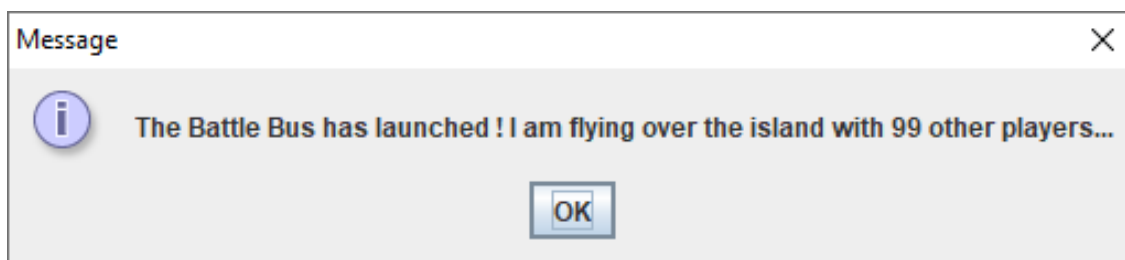 Message
The Battle Bus has launched ! I am flying over the island with 99 other players...
OK